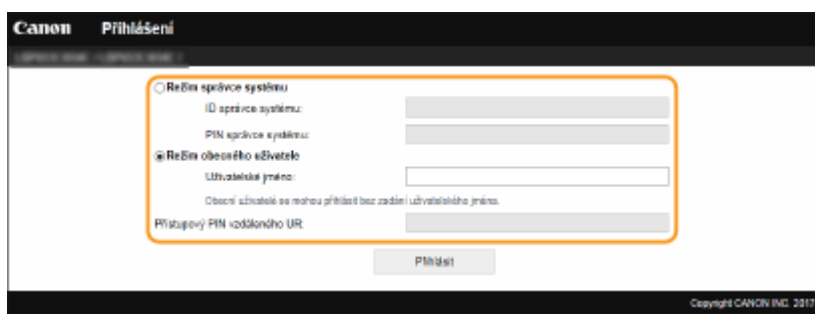 Canon Přihlášení
Režim správce systému
ID správce systému:
PIN správce systému:
Režim obecného uživatele
Uživatelské jméno:
Obecní uživatelé se mohou přihlásit bez zadání uživatelského jména.
Přístupový PIN vzdáleného UR:
Přihlásit
Copyright CANON INC. 2017